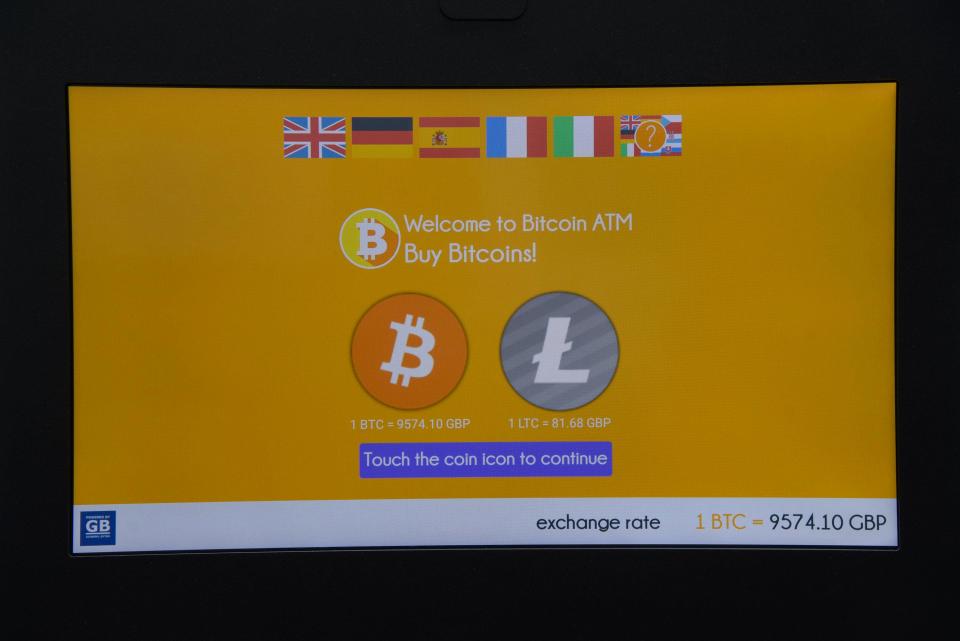 ?
Welcome to Bitcoin ATM
Buy Bitcoins!
1 BTC = 9574.10 GBP
1 LTC = 81.68 GBP
Touch the coin icon to continue
GB
exchange rate
1 BTC = 9574.10 GBP